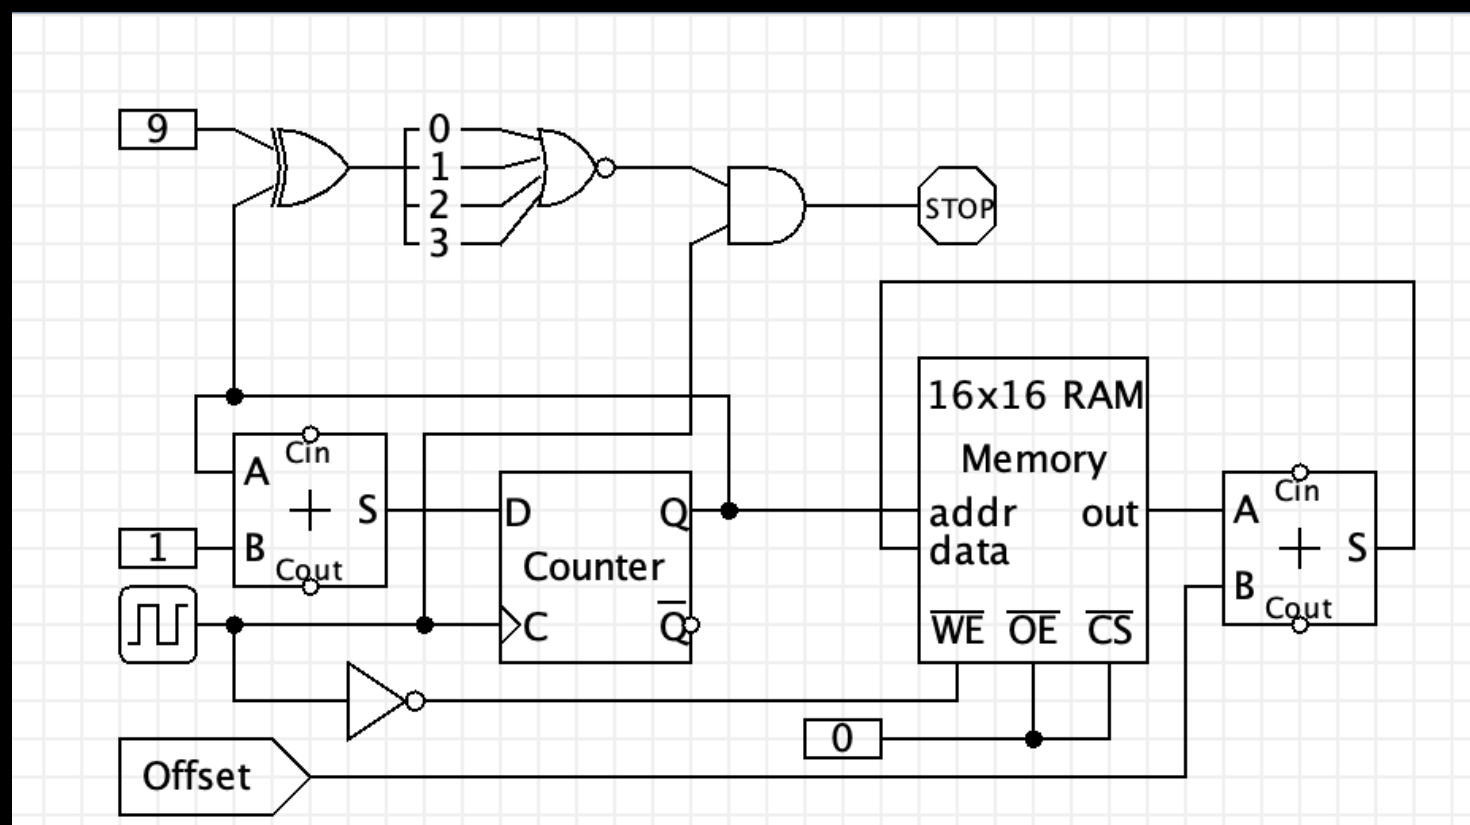 9
0
1
2
3
STOP
16x16 RAM
Memory
addr out
data
WE OE CS
Cin
A
S
B
Cout
1
D Q
Counter
C Q
Cin
A
S
B
Cout
0
Offset